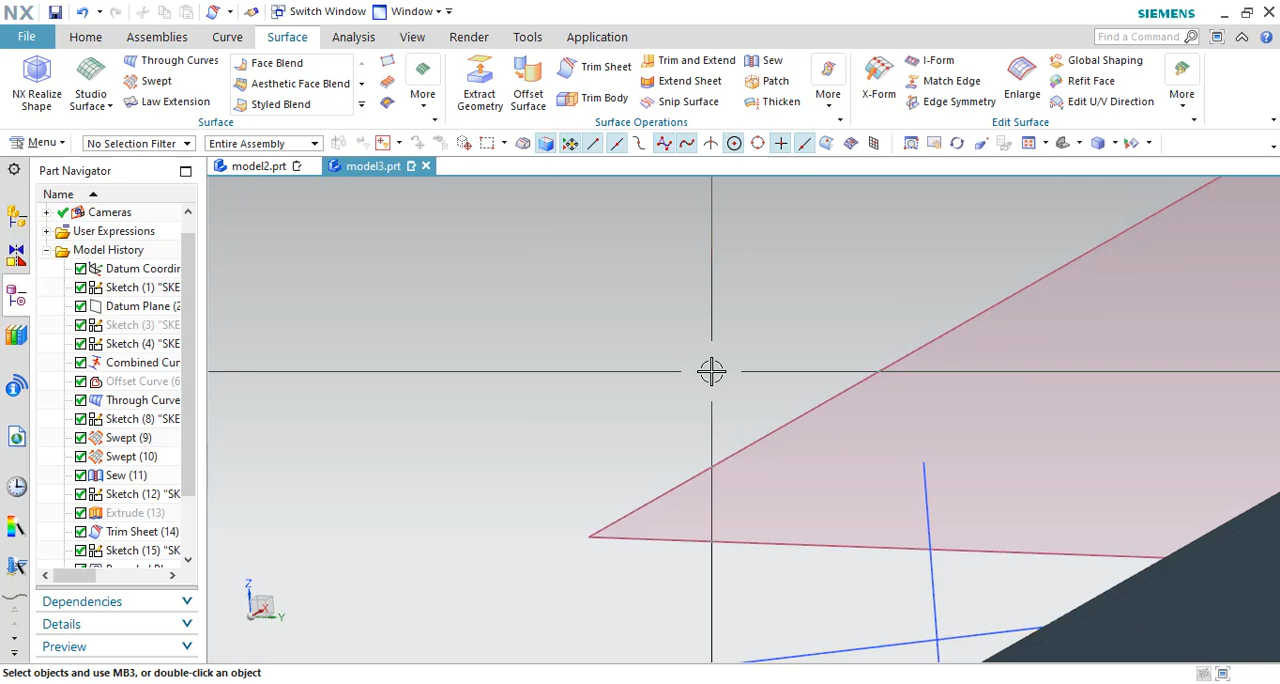 NX Switch Window Window SIEMENS
File Home Assemblies Curve Surface Analysis View Render Tools Application Find a Command
NX Realize Shape
Studio Surface
Through Curves
Swept
Law Extension
Face Blend
Aesthetic Face Blend
Styled Blend
More
Surface
Extract Geometry
Offset Surface
Trim Sheet
Trim Body
Trim and Extend
Extend Sheet
Snip Surface
Sew
Patch
Thicken
More
Surface Operations
X-Form
I-Form
Match Edge
Edge Symmetry
Enlarge
Global Shaping
Refit Face
Edit U/V Direction
More
Edit Surface
Menu No Selection Filter Entire Assembly
Part Navigator
model2.prt model3.prt
Name
Cameras
User Expressions
Model History
Datum Coordin
Sketch (1) "SKE
Datum Plane (2
Sketch (3) "SKE
Sketch (4) "SKE
Combined Cur
Offset Curve (6
Through Curve
Sketch (8) "SKE
Swept (9)
Swept (10)
Sew (11)
Sketch (12) "SK
Extrude (13)
Trim Sheet (14)
Sketch (15) "SK
Dependencies
Details
Preview
Z
X
Y
Select objects and use MB3, or double-click an object